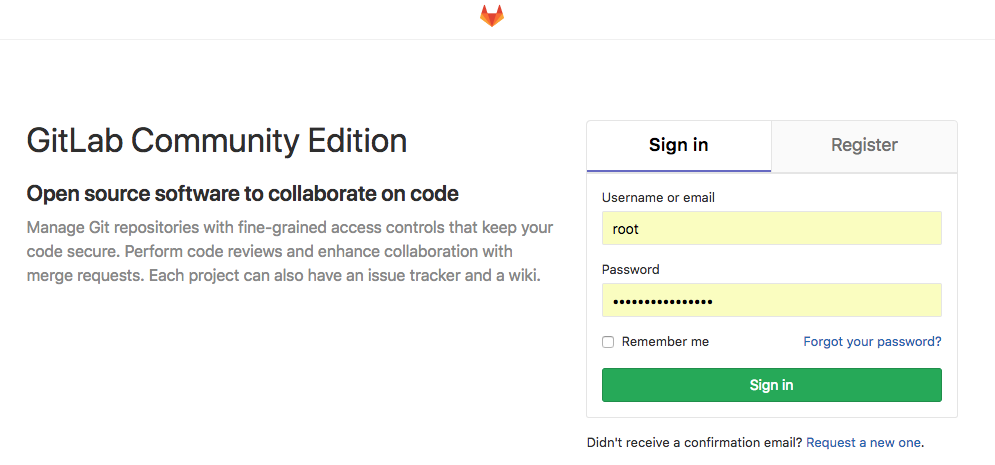 GitLab Community Edition
Open source software to collaborate on code
Manage Git repositories with fine-grained access controls that keep your
code secure. Perform code reviews and enhance collaboration with
merge requests. Each project can also have an issue tracker and a wiki.
Sign in
Register
Username or email
root
Password
••••••••••••••••
Remember me
Forgot your password?
Sign in
Didn't receive a confirmation email? Request a new one.